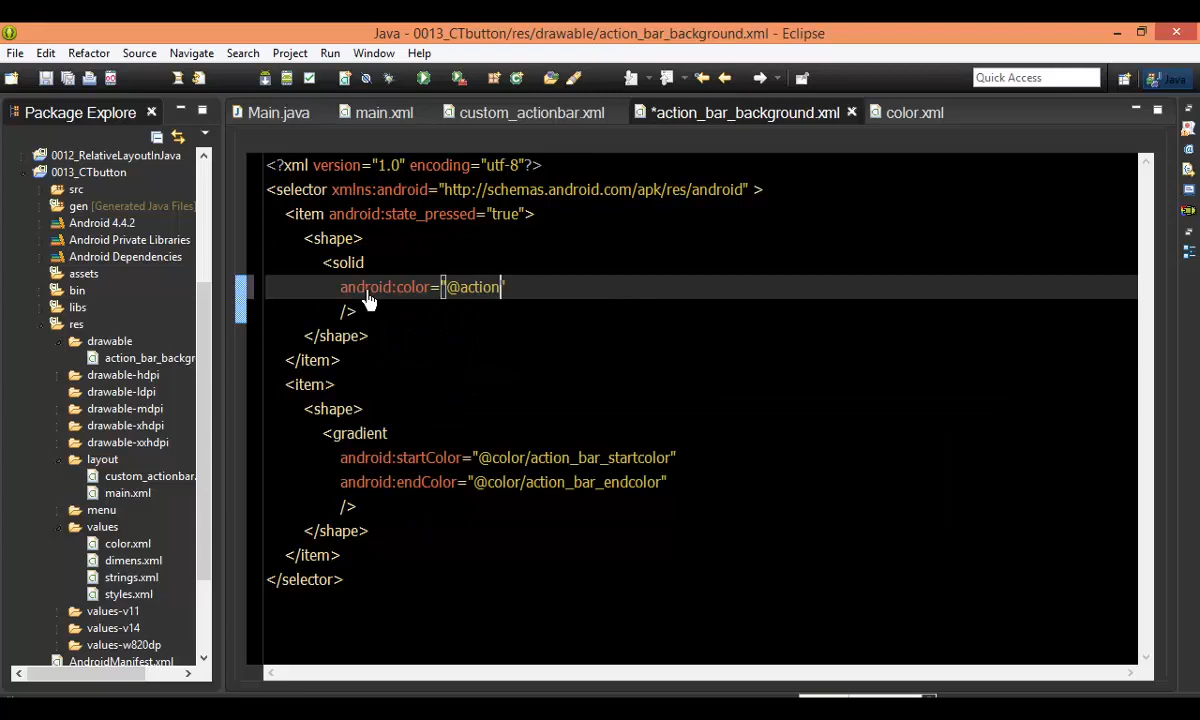 Java - 0013_CTbutton/res/drawable/action_bar_background.xml - Eclipse
File Edit Refactor Source Navigate Search Project Run Window Help
Quick Access
Java
Package Explore
Main.java
main.xml
custom_actionbar.xml
*action_bar_background.xml
color.xml
0012_RelativeLayoutInJava
0013_CTbutton
src
gen [Generated Java Files]
Android 4.4.2
Android Private Libraries
Android Dependencies
assets
bin
libs
res
drawable
action_bar_backgr
drawable-hdpi
drawable-ldpi
drawable-mdpi
drawable-xhdpi
drawable-xxhdpi
layout
custom_actionbar.
main.xml
menu
values
color.xml
dimens.xml
strings.xml
styles.xml
values-v11
values-v14
values-w820dp
AndroidManifest.xml
<?xml version="1.0" encoding="utf-8"?>
<selector xmlns:android="http://schemas.android.com/apk/res/android" >
<item android:state_pressed="true">
<shape>
<solid
android:color="@action"
/>
</shape>
</item>
<item>
<shape>
<gradient
android:startColor="@color/action_bar_startcolor"
android:endColor="@color/action_bar_endcolor"
/>
</shape>
</item>
</selector>